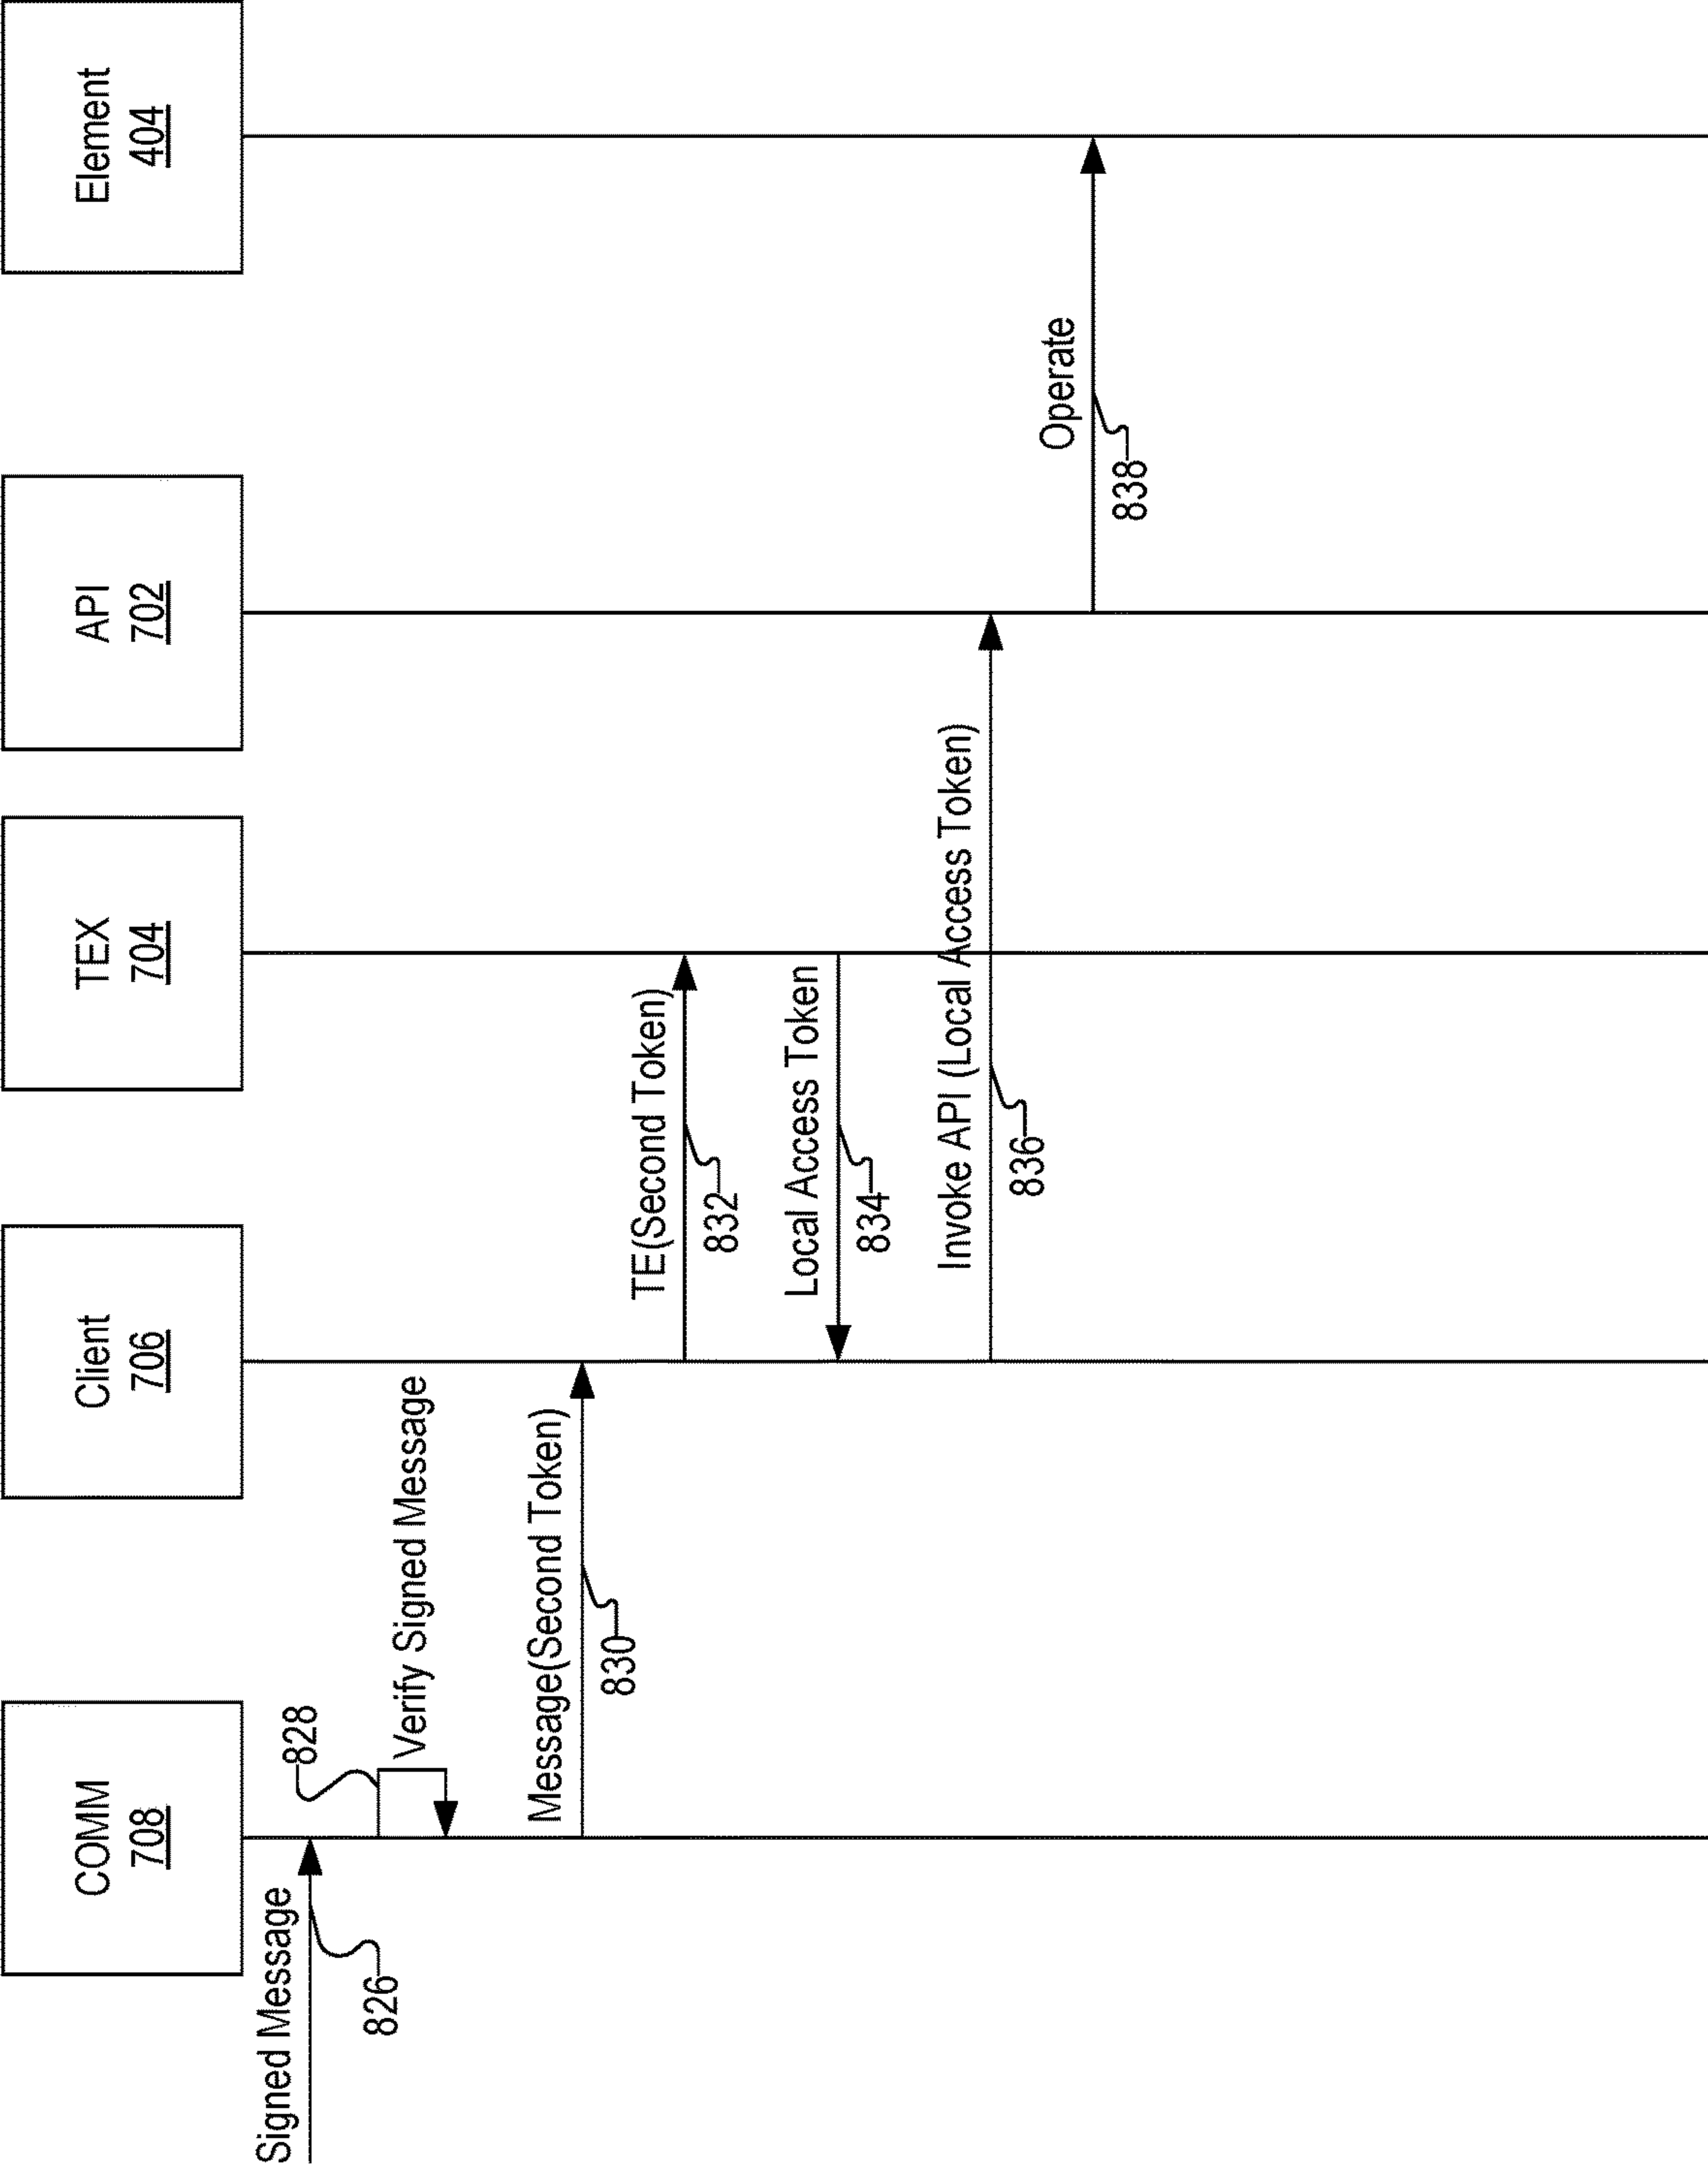 COMM
708
Client
706
TEX
704
API
702
Element
404
Signed Message
826
828
Verify Signed Message
Message(Second Token)
830
TE(Second Token)
832
Local Access Token
834
Invoke API (Local Access Token)
836
Operate
838